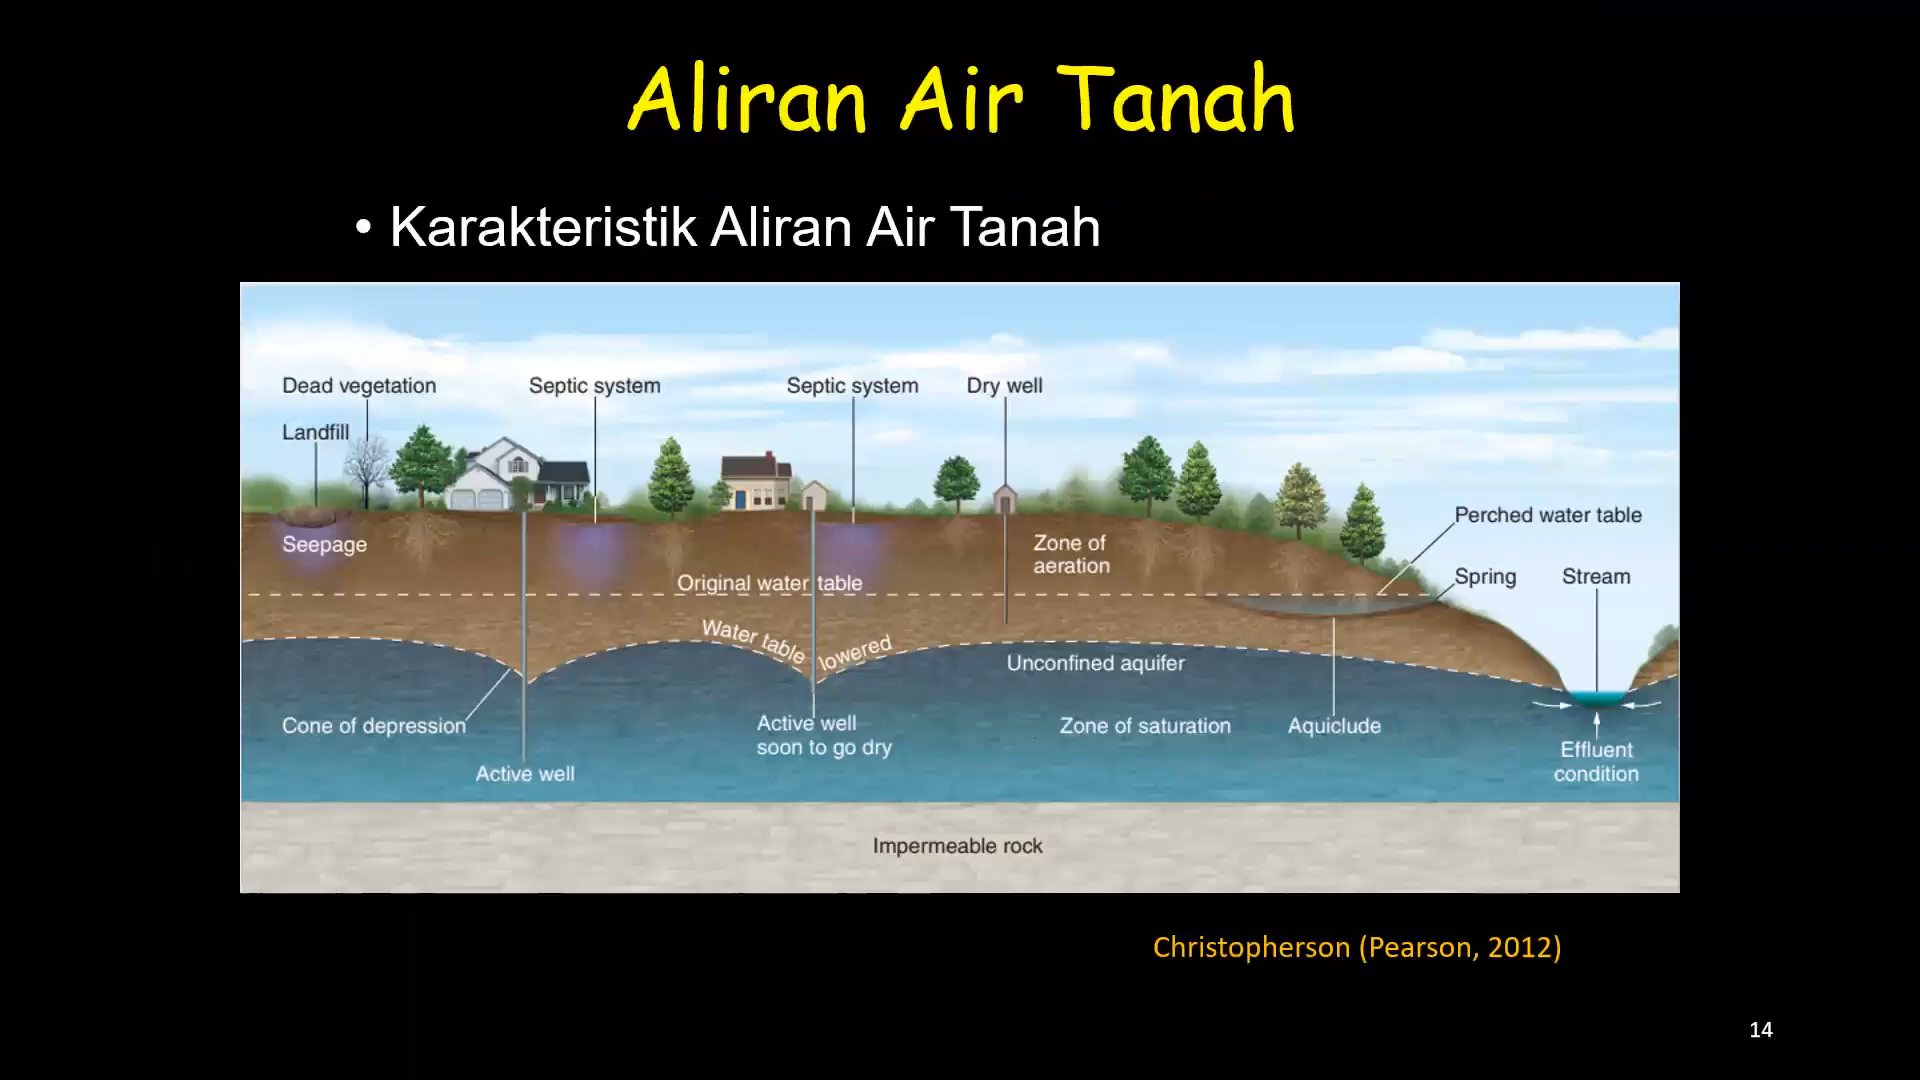 Aliran Air Tanah
• Karakteristik Aliran Air Tanah
Dead vegetation
Septic system
Septic system
Dry well
Landfill
Perched water table
Seepage
Zone of
aeration
Spring
Stream
Original water table
Water table lowered
Unconfined aquifer
Cone of depression
Active well
soon to go dry
Zone of saturation
Aquiclude
Effluent
condition
Active well
Impermeable rock
Christopherson (Pearson, 2012)
14